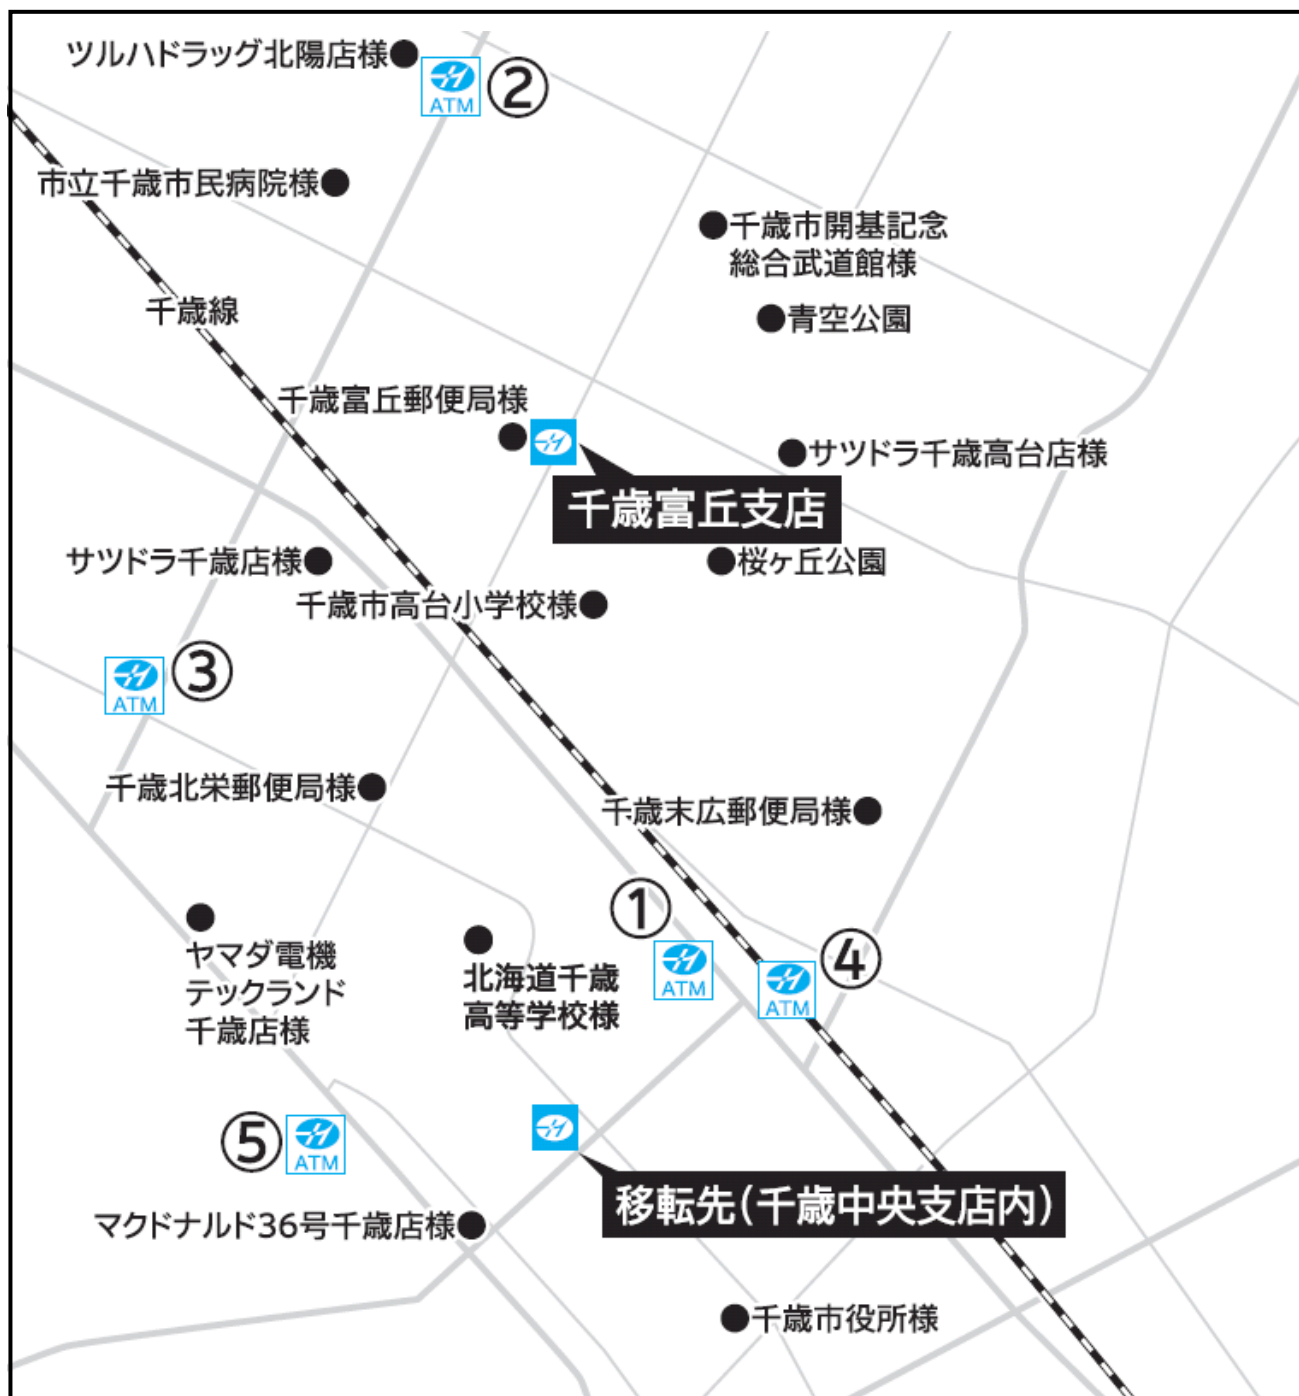 ツルハドラッグ北陽店様
ATM
②
市立千歳市民病院様
千歳市開基記念
総合武道館様
千歳線
青空公園
千歳富丘郵便局様
サツドラ千歳高台店様
千歳富丘支店
サツドラ千歳店様
桜ヶ丘公園
千歳市高台小学校様
③
ATM
千歳北栄郵便局様
千歳末広郵便局様
①
ATM
④
ATM
ヤマダ電機
テックランド
千歳店様
北海道千歳
高等学校様
⑤
ATM
移転先(千歳中央支店内)
マクドナルド36号千歳店様
千歳市役所様